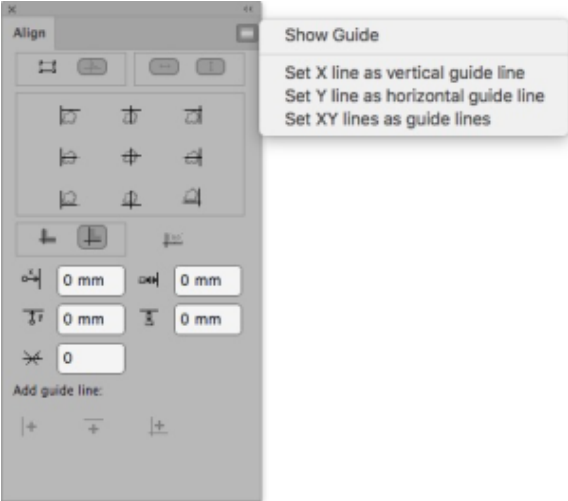 Align
Show Guide
Set X line as vertical guide line
Set Y line as horizontal guide line
Set XY lines as guide lines
0 mm
0 mm
0 mm
0 mm
0
Add guide line: